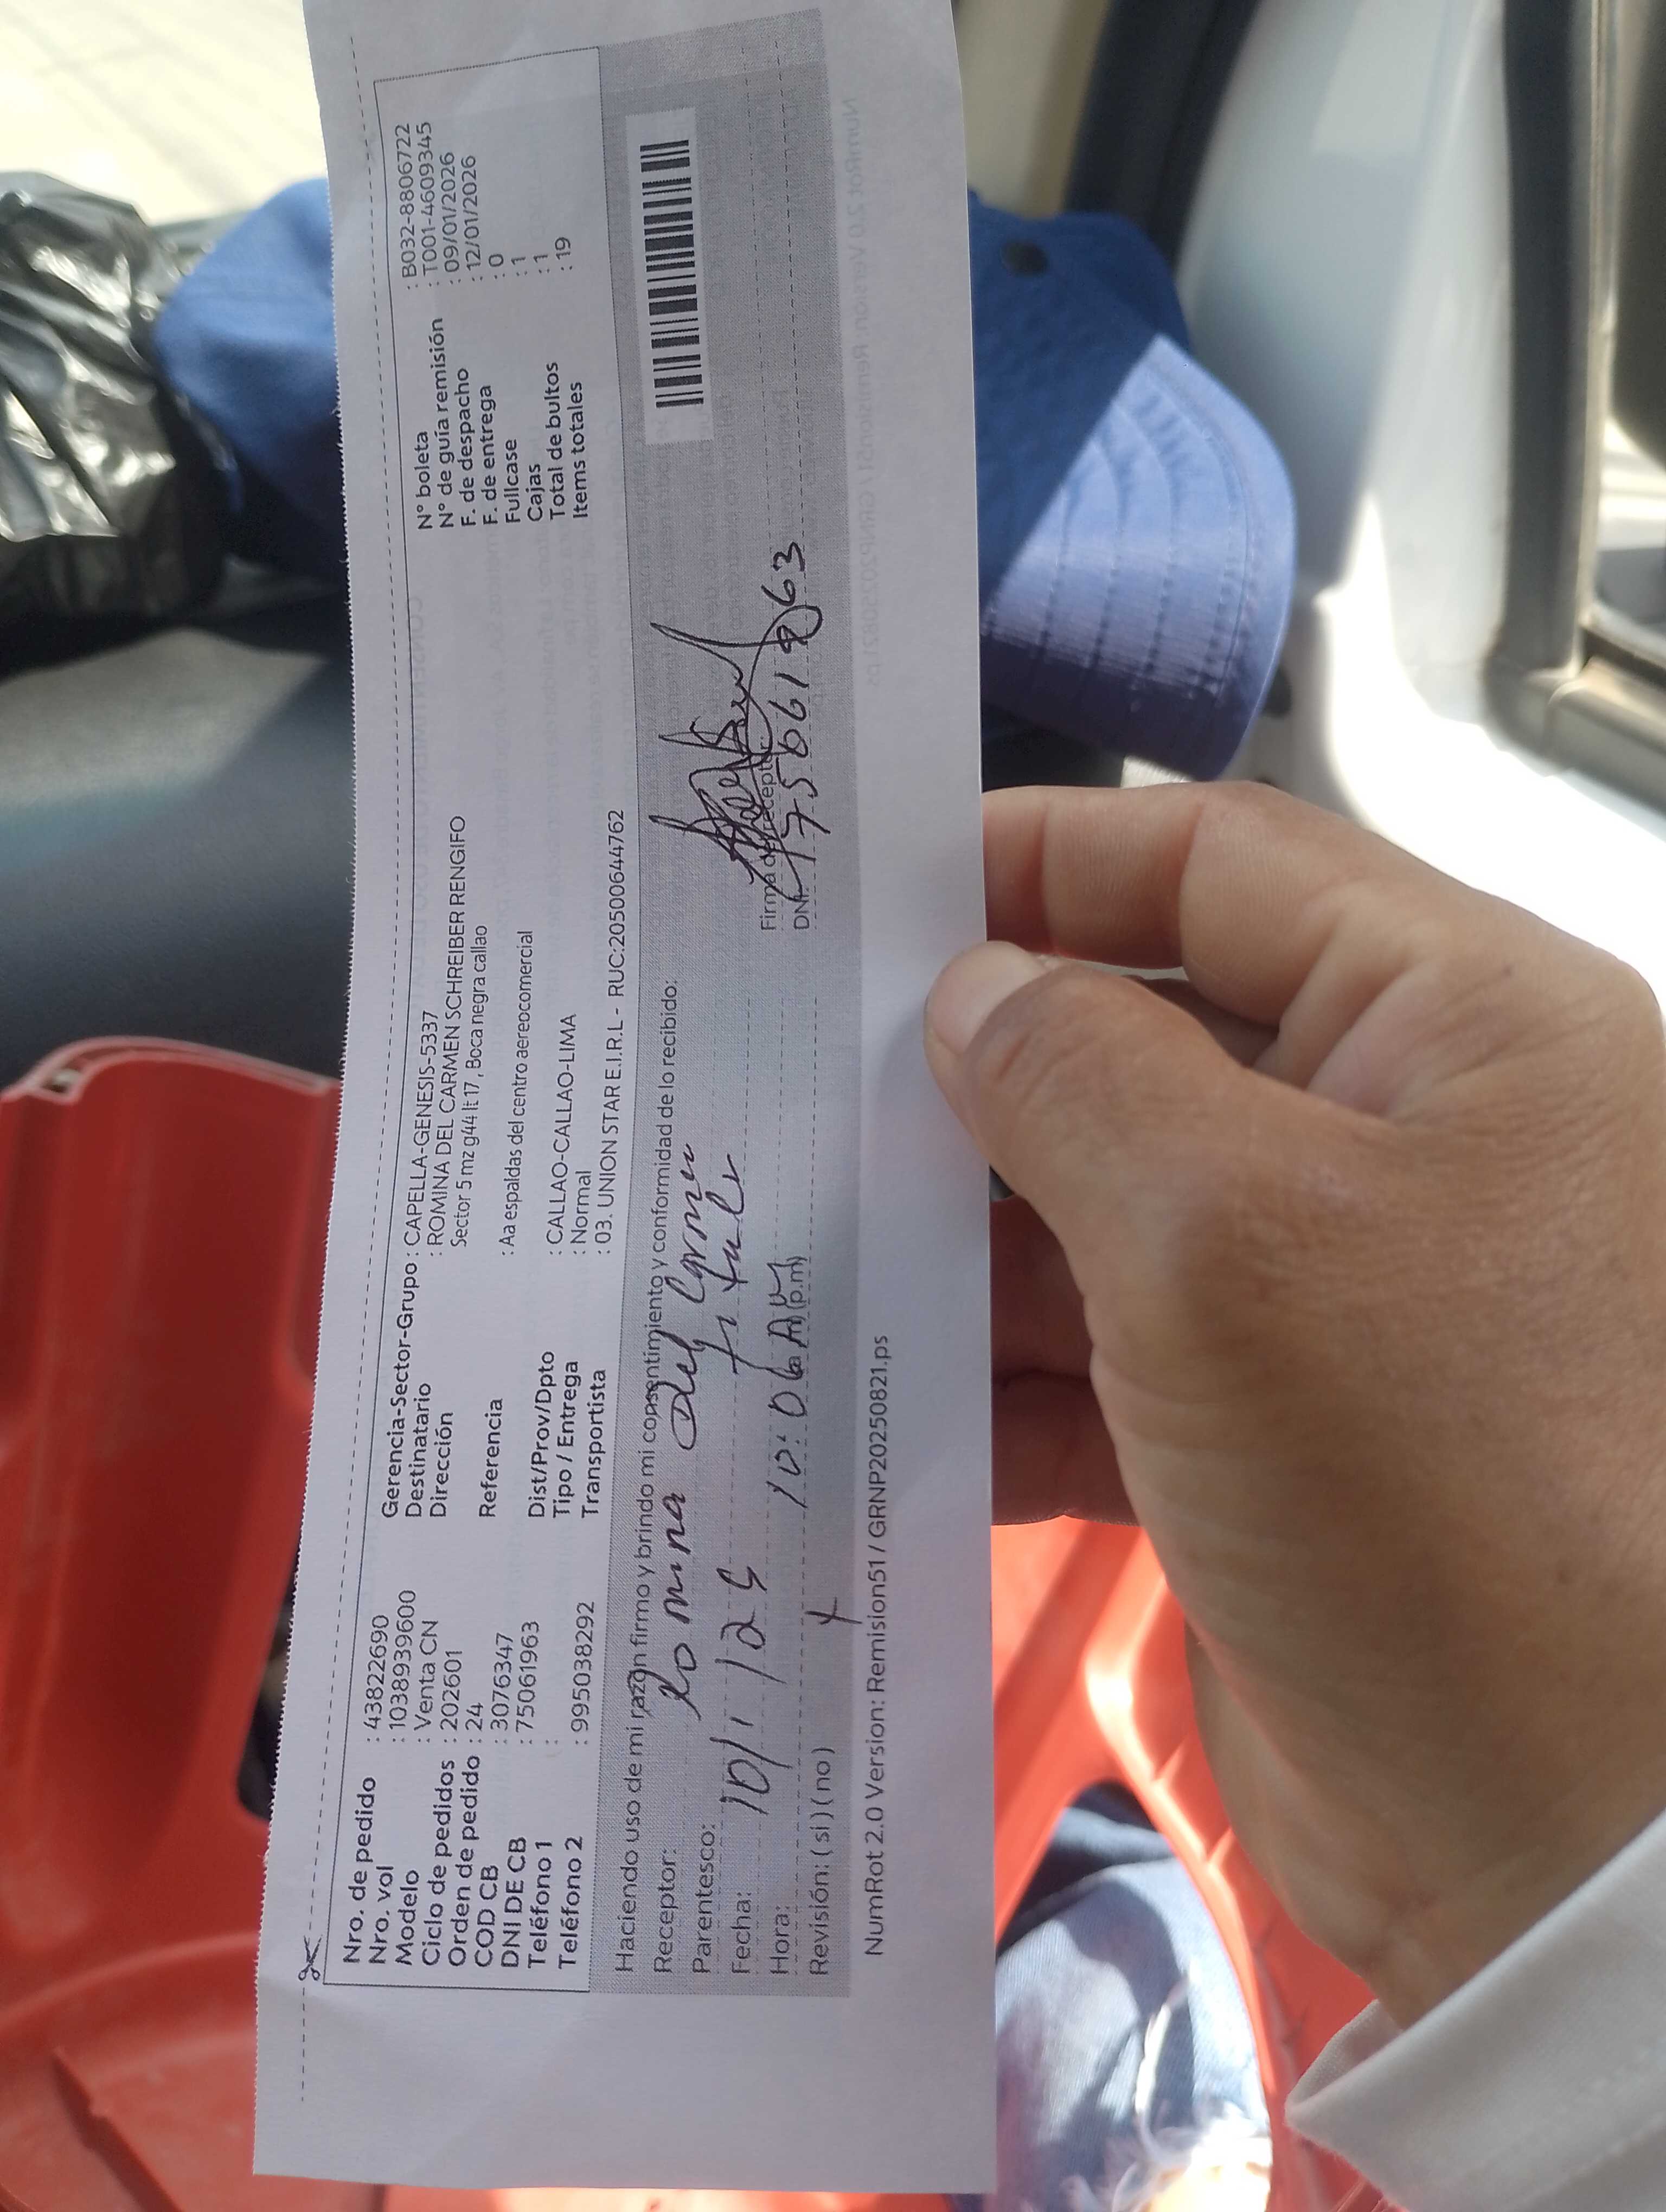 Nro. de pedido : 43822690
Nro. vol : 1038939600
Modelo : Venta CN
Ciclo de pedidos : 202601
Orden de pedido : 24
COD CB : 3076347
DNI DE CB : 75061963
Teléfono 1 :
Teléfono 2 : 995038292
Gerencia-Sector-Grupo : CAPELLA-GENESIS-5337
Destinatario : ROMINA DEL CARMEN SCHREIBER RENGIFO
Dirección Sector 5 mz g44 lt 17, Boca negra callao
Referencia : Aa espaldas del centro aereocomercial
Dist/Prov/Dpto : CALLAO-CALLAO-LIMA
Tipo / Entrega : Normal
Transportista : 03. UNION STAR E.I.R.L - RUC:20500644762
N° boleta : B032-8806722
N° de guía remisión : T001-4609345
F. de despacho : 09/01/2026
F. de entrega : 12/01/2026
Fullcase : 0
Cajas : 1
Total de bultos : 1
Items totales : 19
Haciendo uso de mi razón firmo y brindo mi consentimiento y conformidad de lo recibido:
Receptor: Romina Del Carmen
Parentesco: titular
Fecha: 10/1/25
Hora: 10:06 AM (p.m)
Revisión: (si) (no)
Firma del receptor:
DNI: 75061963
NumRot 2.0 Version: Remision51 / GRNP20250821.ps